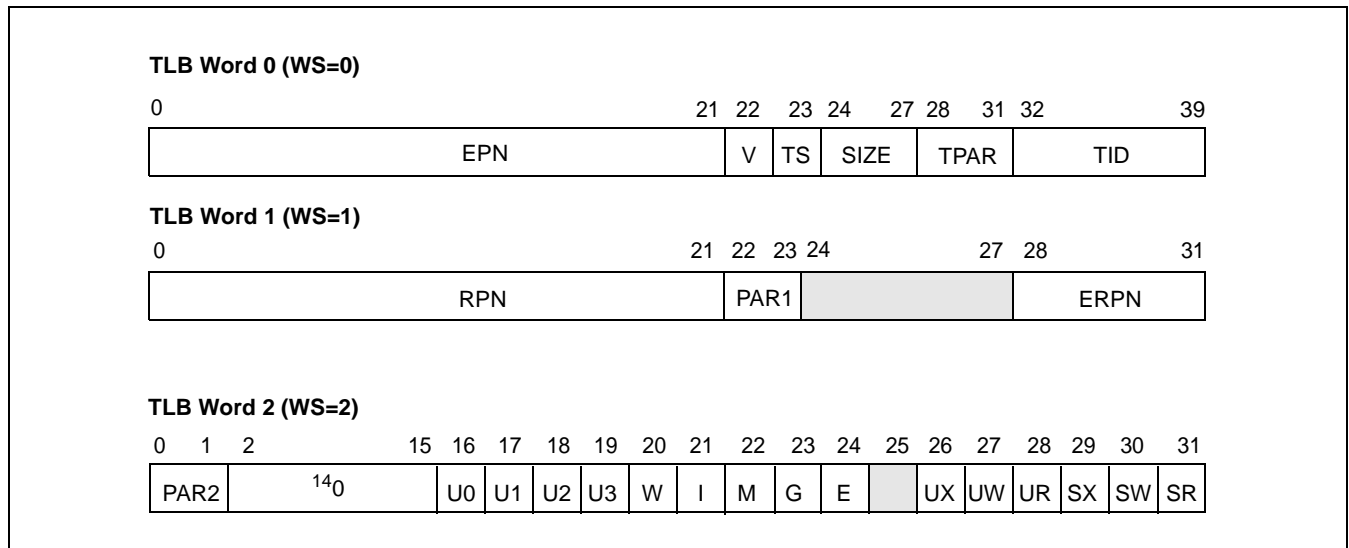 TLB Word 0 (WS=0)
0 21 22 23 24 27 28 31 32 39
EPN V TS SIZE TPAR TID
TLB Word 1 (WS=1)
0 21 22 23 24 27 28 31
RPN PAR1 ERPN
TLB Word 2 (WS=2)
0 1 2 15 16 17 18 19 20 21 22 23 24 25 26 27 28 29 30 31
PAR2 140 U0 U1 U2 U3 W I M G E UX UW UR SX SW SR